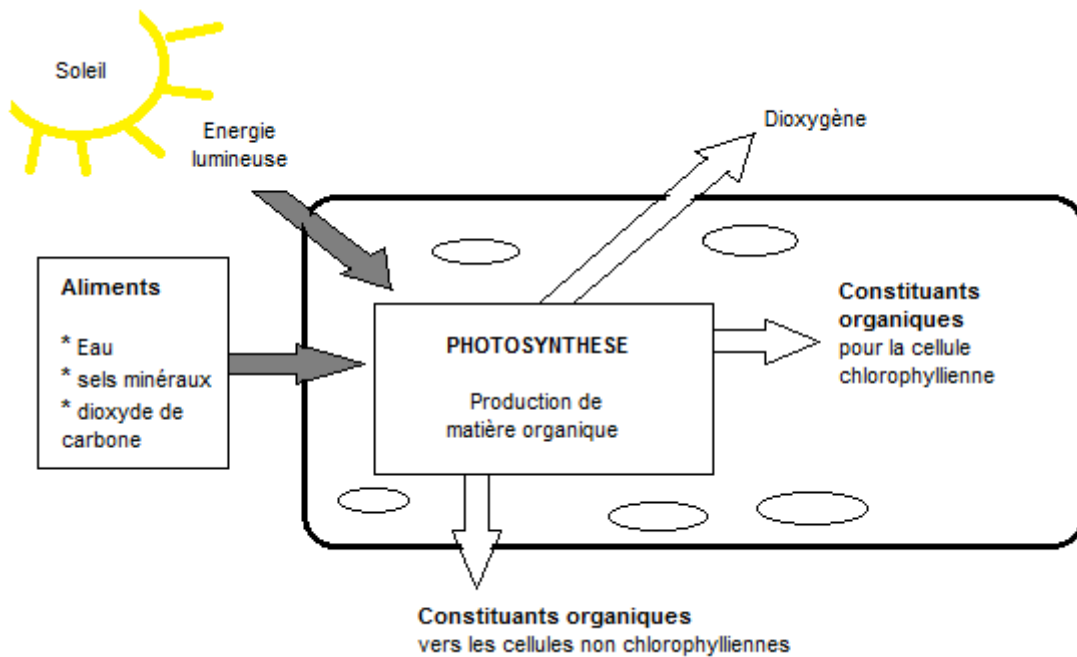 Soleil
Energie
lumineuse
Dioxygène
Aliments
* Eau
* sels minéraux
* dioxyde de
carbone
PHOTOSYNTHESE
Production de
matière organique
Constituants
organiques
pour la cellule
chlorophyllienne
Constituants organiques
vers les cellules non chlorophylliennes